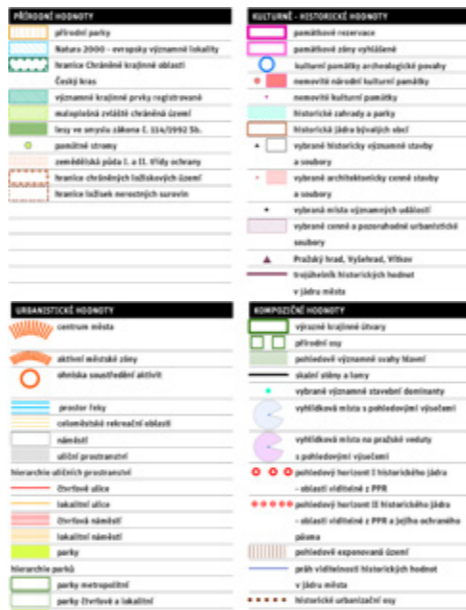 PŘÍRODNÍ HODNOTY
přírodní parky
Natura 2000 - evropsky významné lokality
hranice Chráněné krajinné oblasti
Český kras
významné krajinné prvky registrované
maloplošná zvláště chráněná území
lesy ve smyslu zákona č. 114/1992 Sb.
památné stromy
zemědělská půda I. a II. třídy ochrany
hranice chráněných ložiskových území
hranice ložisek nerostných surovin
KULTURNĚ - HISTORICKÉ HODNOTY
památkové rezervace
památkové zóny vyhlášené
kulturní památky archeologické povahy
nemovité národní kulturní památky
nemovité kulturní památky
historické zahrady a parky
historická jádra bývalých obcí
vybrané historicky významné stavby
a soubory
vybrané architektonicky cenné stavby
a soubory
vybraná místa významných událostí
vybrané cenné a pozoruhodné urbanistické
soubory
Pražský hrad, Vyšehrad, Vítkov
trojúhelník historických hodnot
v jádru města
URBANISTICKÉ HODNOTY
centrum města
aktivní městské zóny
ohniska soustředění aktivit
prostor řeky
celoměstské rekreační oblasti
náměstí
uliční prostranství
hierarchie uličních prostranství
čtvrťové ulice
lokalitní ulice
čtvrťová náměstí
lokalitní náměstí
parky
hierarchie parků
parky metropolitní
parky čtvrťové a lokalitní
KOMPOZIČNÍ HODNOTY
výrazné krajinné útvary
přírodní osy
pohledově významné svahy hlavní
skalní stěny a lomy
vybrané významné stavební dominanty
vyhlídková místa s pohledovými výsečemi
vyhlídková místa na pražské veduty
s pohledovými výsečemi
pohledový horizont I historického jádra
- oblasti viditelné z PPR
pohledový horizont II historického jádra
- oblasti viditelné z PPR a jejího ochranného
pásma
pohledově exponovaná území
práh viditelnosti historických hodnot
v jádru města
historické urbanizační osy